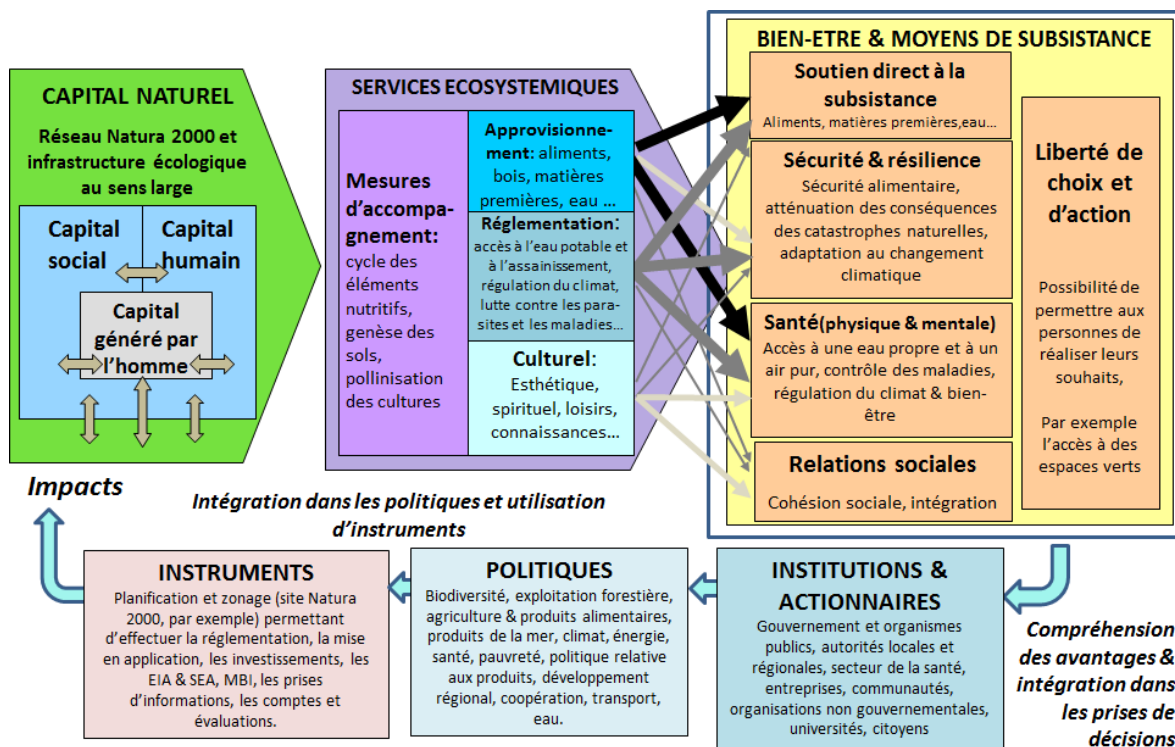 CAPITAL NATUREL
Réseau Natura 2000 et
infrastructure écologique
au sens large
Capital
social
Capital
humain
Capital
généré par
l'homme
SERVICES ECOSYSTEMIQUES
Mesures
d'accompa-
gnement:
cycle des
éléments
nutritifs,
genèse des
sols,
pollinisation
des cultures
Approvisionne-
ment: aliments,
bois, matières
premières, eau ...
Réglementation:
accès à l'eau potable et
à l'assainissement,
régulation du climat,
lutte contre les para-
sites et les maladies...
Culturel:
Esthétique,
spirituel, loisirs,
connaissances...
BIEN-ETRE & MOYENS DE SUBSISTANCE
Soutien direct à la
subsistance
Aliments, matières premières,eau...
Sécurité & résilience
Sécurité alimentaire,
atténuation des conséquences
des catastrophes naturelles,
adaptation au changement
climatique
Santé(physique & mentale)
Accès à une eau propre et à un
air pur, contrôle des maladies,
régulation du climat & bien-
être
Relations sociales
Cohésion sociale, intégration
Liberté de
choix et
d'action
Possibilité de
permettre aux
personnes de
réaliser leurs
souhaits,
Par exemple
l'accès à des
espaces verts
Impacts
Intégration dans les politiques et utilisation
d'instruments
INSTRUMENTS
Planification et zonage (site Natura
2000, par exemple) permettant
d'effectuer la réglementation, la mise
en application, les investissements, les
EIA & SEA, MBI, les prises
d'informations, les comptes et
évaluations.
POLITIQUES
Biodiversité, exploitation forestière,
agriculture & produits alimentaires,
produits de la mer, climat, énergie,
santé, pauvreté, politique relative
aux produits, développement
régional, coopération, transport,
eau.
INSTITUTIONS &
ACTIONNAIRES
Gouvernement et organismes
publics, autorités locales et
régionales, secteur de la santé,
entreprises, communautés,
organisations non gouvernementales,
universités, citoyens
Compréhension
des avantages &
intégration dans
les prises de
décisions